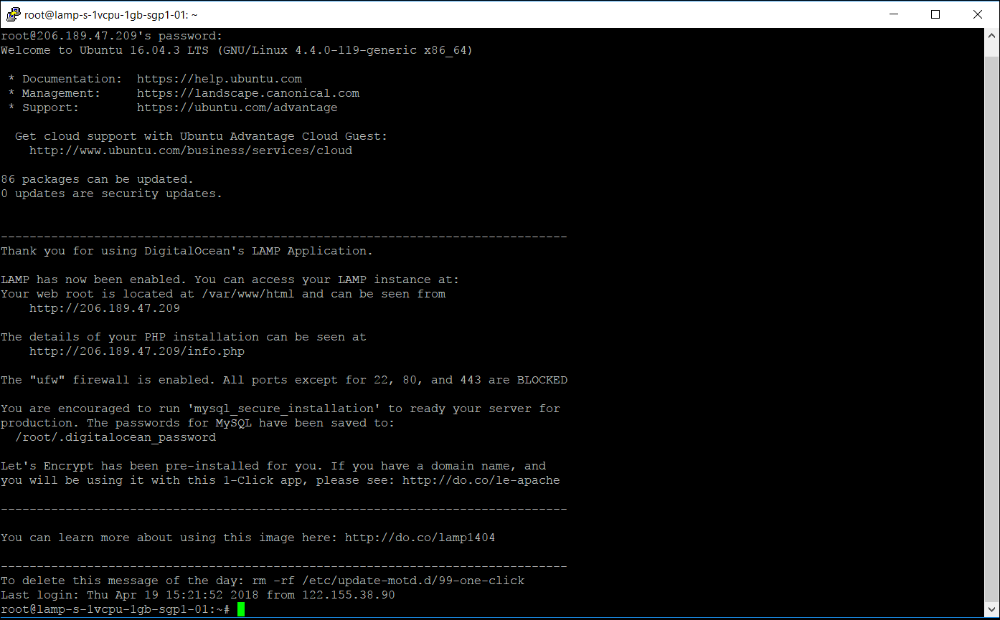 root@lamp-s-1vcpu-1gb-sgp1-01: ~
root@206.189.47.209's password:
Welcome to Ubuntu 16.04.3 LTS (GNU/Linux 4.4.0-119-generic x86_64)
* Documentation:  https://help.ubuntu.com
* Management:     https://landscape.canonical.com
* Support:        https://ubuntu.com/advantage
Get cloud support with Ubuntu Advantage Cloud Guest:
http://www.ubuntu.com/business/services/cloud
86 packages can be updated.
0 updates are security updates.
-------------------------------------------------------------------------------
Thank you for using DigitalOcean's LAMP Application.
LAMP has now been enabled. You can access your LAMP instance at:
Your web root is located at /var/www/html and can be seen from
http://206.189.47.209
The details of your PHP installation can be seen at
http://206.189.47.209/info.php
The "ufw" firewall is enabled. All ports except for 22, 80, and 443 are BLOCKED
You are encouraged to run 'mysql_secure_installation' to ready your server for
production. The passwords for MySQL have been saved to:
/root/.digitalocean_password
Let's Encrypt has been pre-installed for you. If you have a domain name, and
you will be using it with this 1-Click app, please see: http://do.co/le-apache
-------------------------------------------------------------------------------
You can learn more about using this image here: http://do.co/lamp1404
-------------------------------------------------------------------------------
To delete this message of the day: rm -rf /etc/update-motd.d/99-one-click
Last login: Thu Apr 19 15:21:52 2018 from 122.155.38.90
root@lamp-s-1vcpu-1gb-sgp1-01:~#